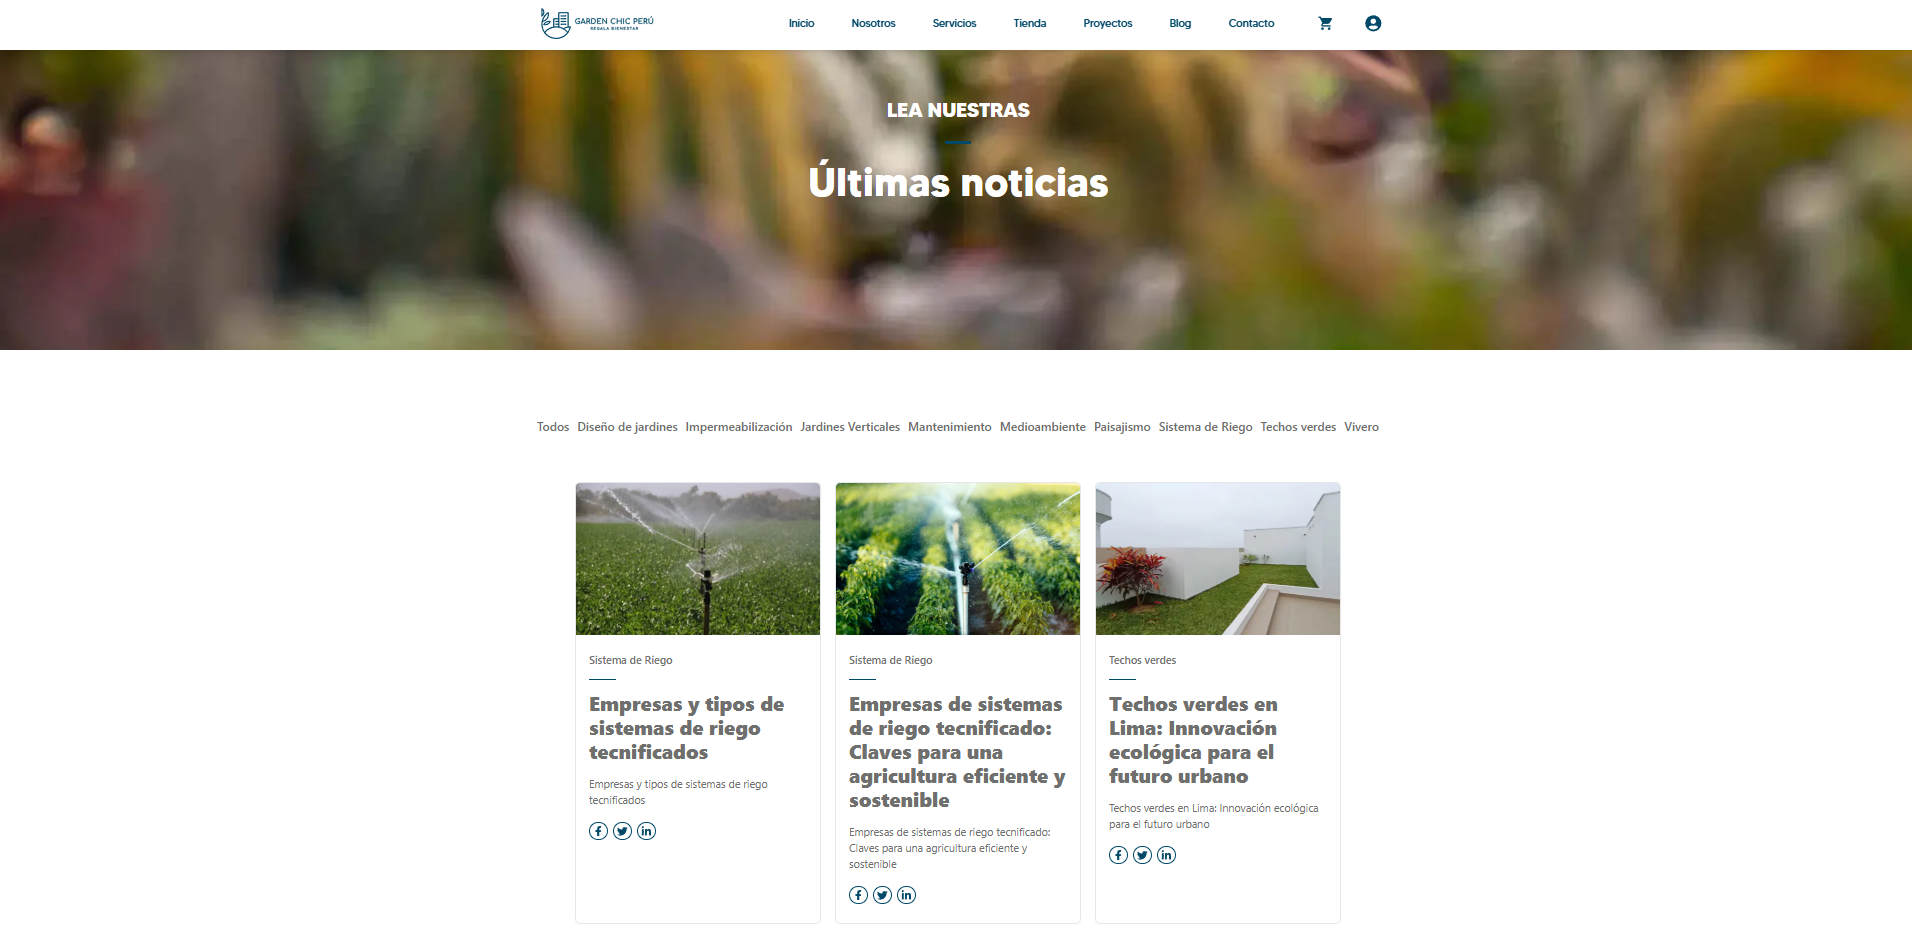 GARDEN CHIC PERÚ
REGALA BIENESTAR
Inicio Nosotros Servicios Tienda Proyectos Blog Contacto
LEA NUESTRAS
Últimas noticias
Todos Diseño de jardines Impermeabilización Jardines Verticales Mantenimiento Medioambiente Paisajismo Sistema de Riego Techos verdes Vivero
Sistema de Riego
Empresas y tipos de
sistemas de riego
tecnificados
Empresas y tipos de sistemas de riego
tecnificados
Sistema de Riego
Empresas de sistemas
de riego tecnificado:
Claves para una
agricultura eficiente y
sostenible
Empresas de sistemas de riego tecnificado:
Claves para una agricultura eficiente y
sostenible
Techos verdes
Techos verdes en
Lima: Innovación
ecológica para el
futuro urbano
Techos verdes en Lima: Innovación ecológica
para el futuro urbano